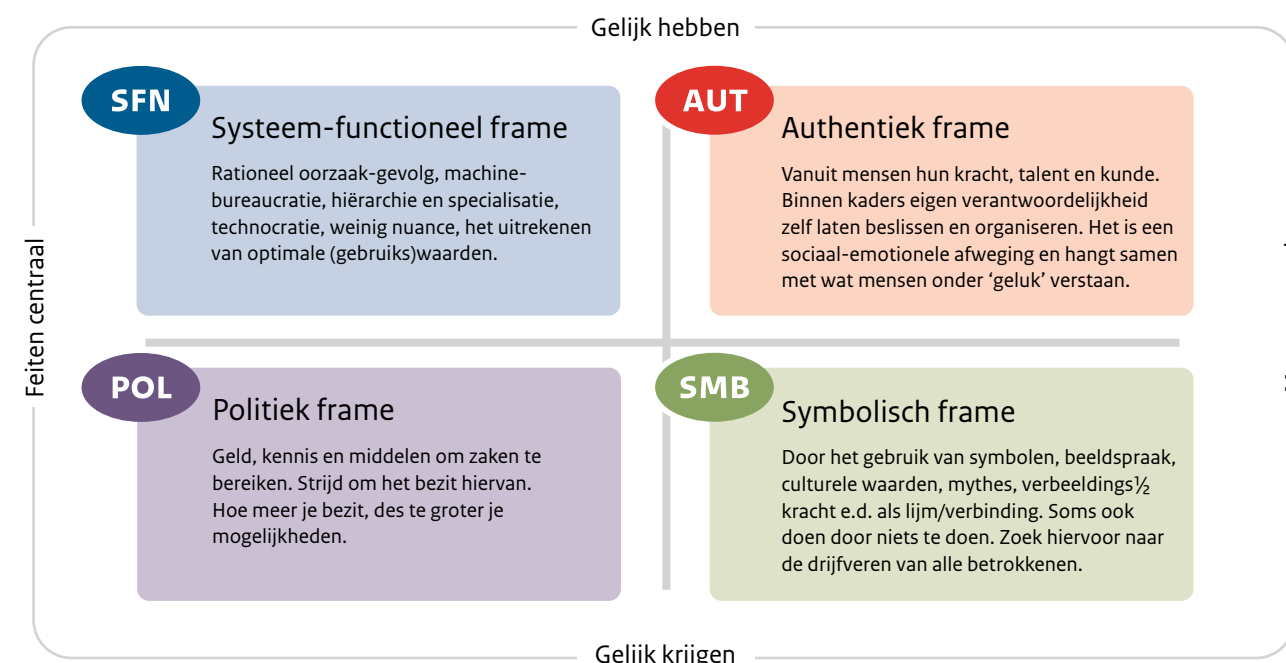 Gelijk hebben
Feiten centraal
SFN
Systeem-functioneel frame
Rationeel oorzaak-gevolg, machine-
bureaucratie, hiërarchie en specialisatie,
technocratie, weinig nuance, het uitrekenen
van optimale (gebruiks)waarden.
AUT
Authentiek frame
Vanuit mensen hun kracht, talent en kunde.
Binnen kaders eigen verantwoordelijkheid
zelf laten beslissen en organiseren. Het is een
sociaal-emotionele afweging en hangt samen
met wat mensen onder ‘geluk’ verstaan.
POL
Politiek frame
Geld, kennis en middelen om zaken te
bereiken. Strijd om het bezit hiervan.
Hoe meer je bezit, des te groter je
mogelijkheden.
SMB
Symbolisch frame
Door het gebruik van symbolen, beeldspraak,
culturele waarden, mythes, verbeeldings½
kracht e.d. als lijm/verbinding. Soms ook
doen door niets te doen. Zoek hiervoor naar
de drijfveren van alle betrokkenen.
Gelijk krijgen